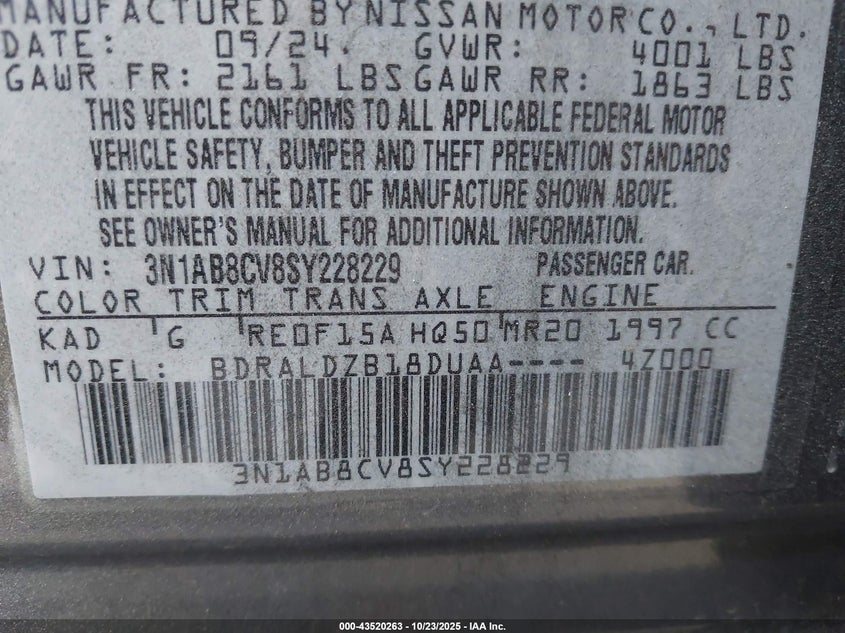 MANUFACTURED BY NISSAN MOTOR CO., LTD.
DATE: 09/24. GVWR: 4001 LBS
GAWR FR: 2161 LBS GAWR RR: 1863 LBS
THIS VEHICLE CONFORMS TO ALL APPLICABLE FEDERAL MOTOR
VEHICLE SAFETY, BUMPER AND THEFT PREVENTION STANDARDS
IN EFFECT ON THE DATE OF MANUFACTURE SHOWN ABOVE.
SEE OWNER'S MANUAL FOR ADDITIONAL INFORMATION.
VIN: 3N1AB8CV8SY228229 PASSENGER CAR.
COLOR TRIM TRANS AXLE ENGINE
KAD G RE0F15A HQ50 MR20 1997 CC
MODEL: BDRALDZB18DUAA---- 4Z000
3N1AB8CV8SY228229
000-43520263 - 10/23/2025 - IAA Inc.